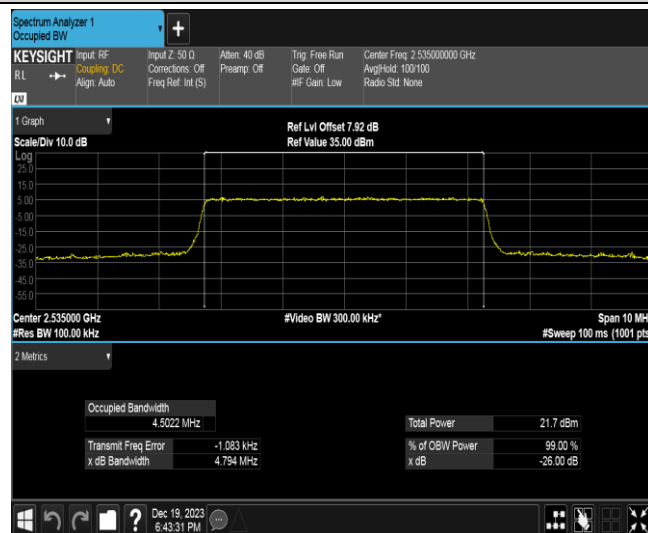 Spectrum Analyzer 1
Occupied BW
+
KEYSIGHT
RL
LXI
Input: RF
Coupling: DC
Align: Auto
Input Z: 50 Ω
Corrections: Off
Freq Ref: Int (S)
Atten: 40 dB
Preamp: Off
Trig: Free Run
Gate: Off
#IF Gain: Low
Center Freq: 2.535000000 GHz
Avg|Hold: 100/100
Radio Std: None
1 Graph
Scale/Div 10.0 dB
Ref Lvl Offset 7.92 dB
Ref Value 35.00 dBm
Log
25.0
15.0
5.00
-5.00
-15.0
-25.0
-35.0
-45.0
-55.0
Center 2.535000 GHz
#Res BW 100.00 kHz
#Video BW 300.00 kHz*
Span 10 MH
#Sweep 100 ms (1001 pts
2 Metrics
Occupied Bandwidth
4.5022 MHz
Transmit Freq Error -1.083 kHz
x dB Bandwidth 4.794 MHz
Total Power 21.7 dBm
% of OBW Power 99.00 %
x dB -26.00 dB
?
Dec 19, 2023
6:43:31 PM